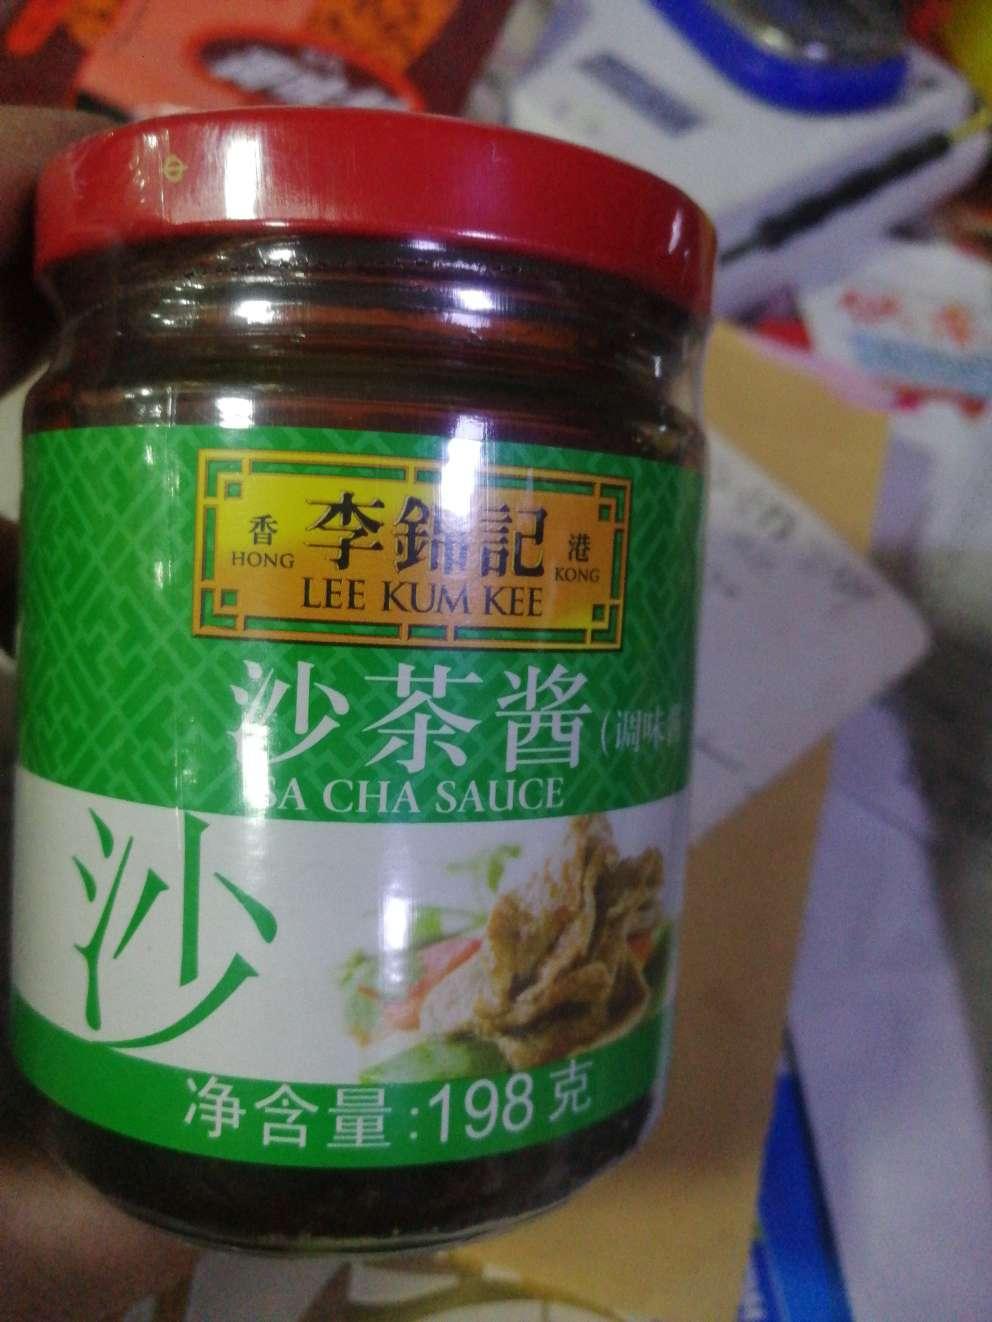 香 李錦記 港
HONG KONG
LEE KUM KEE
沙茶酱(调味
SA CHA SAUCE
沙
净含量:198克